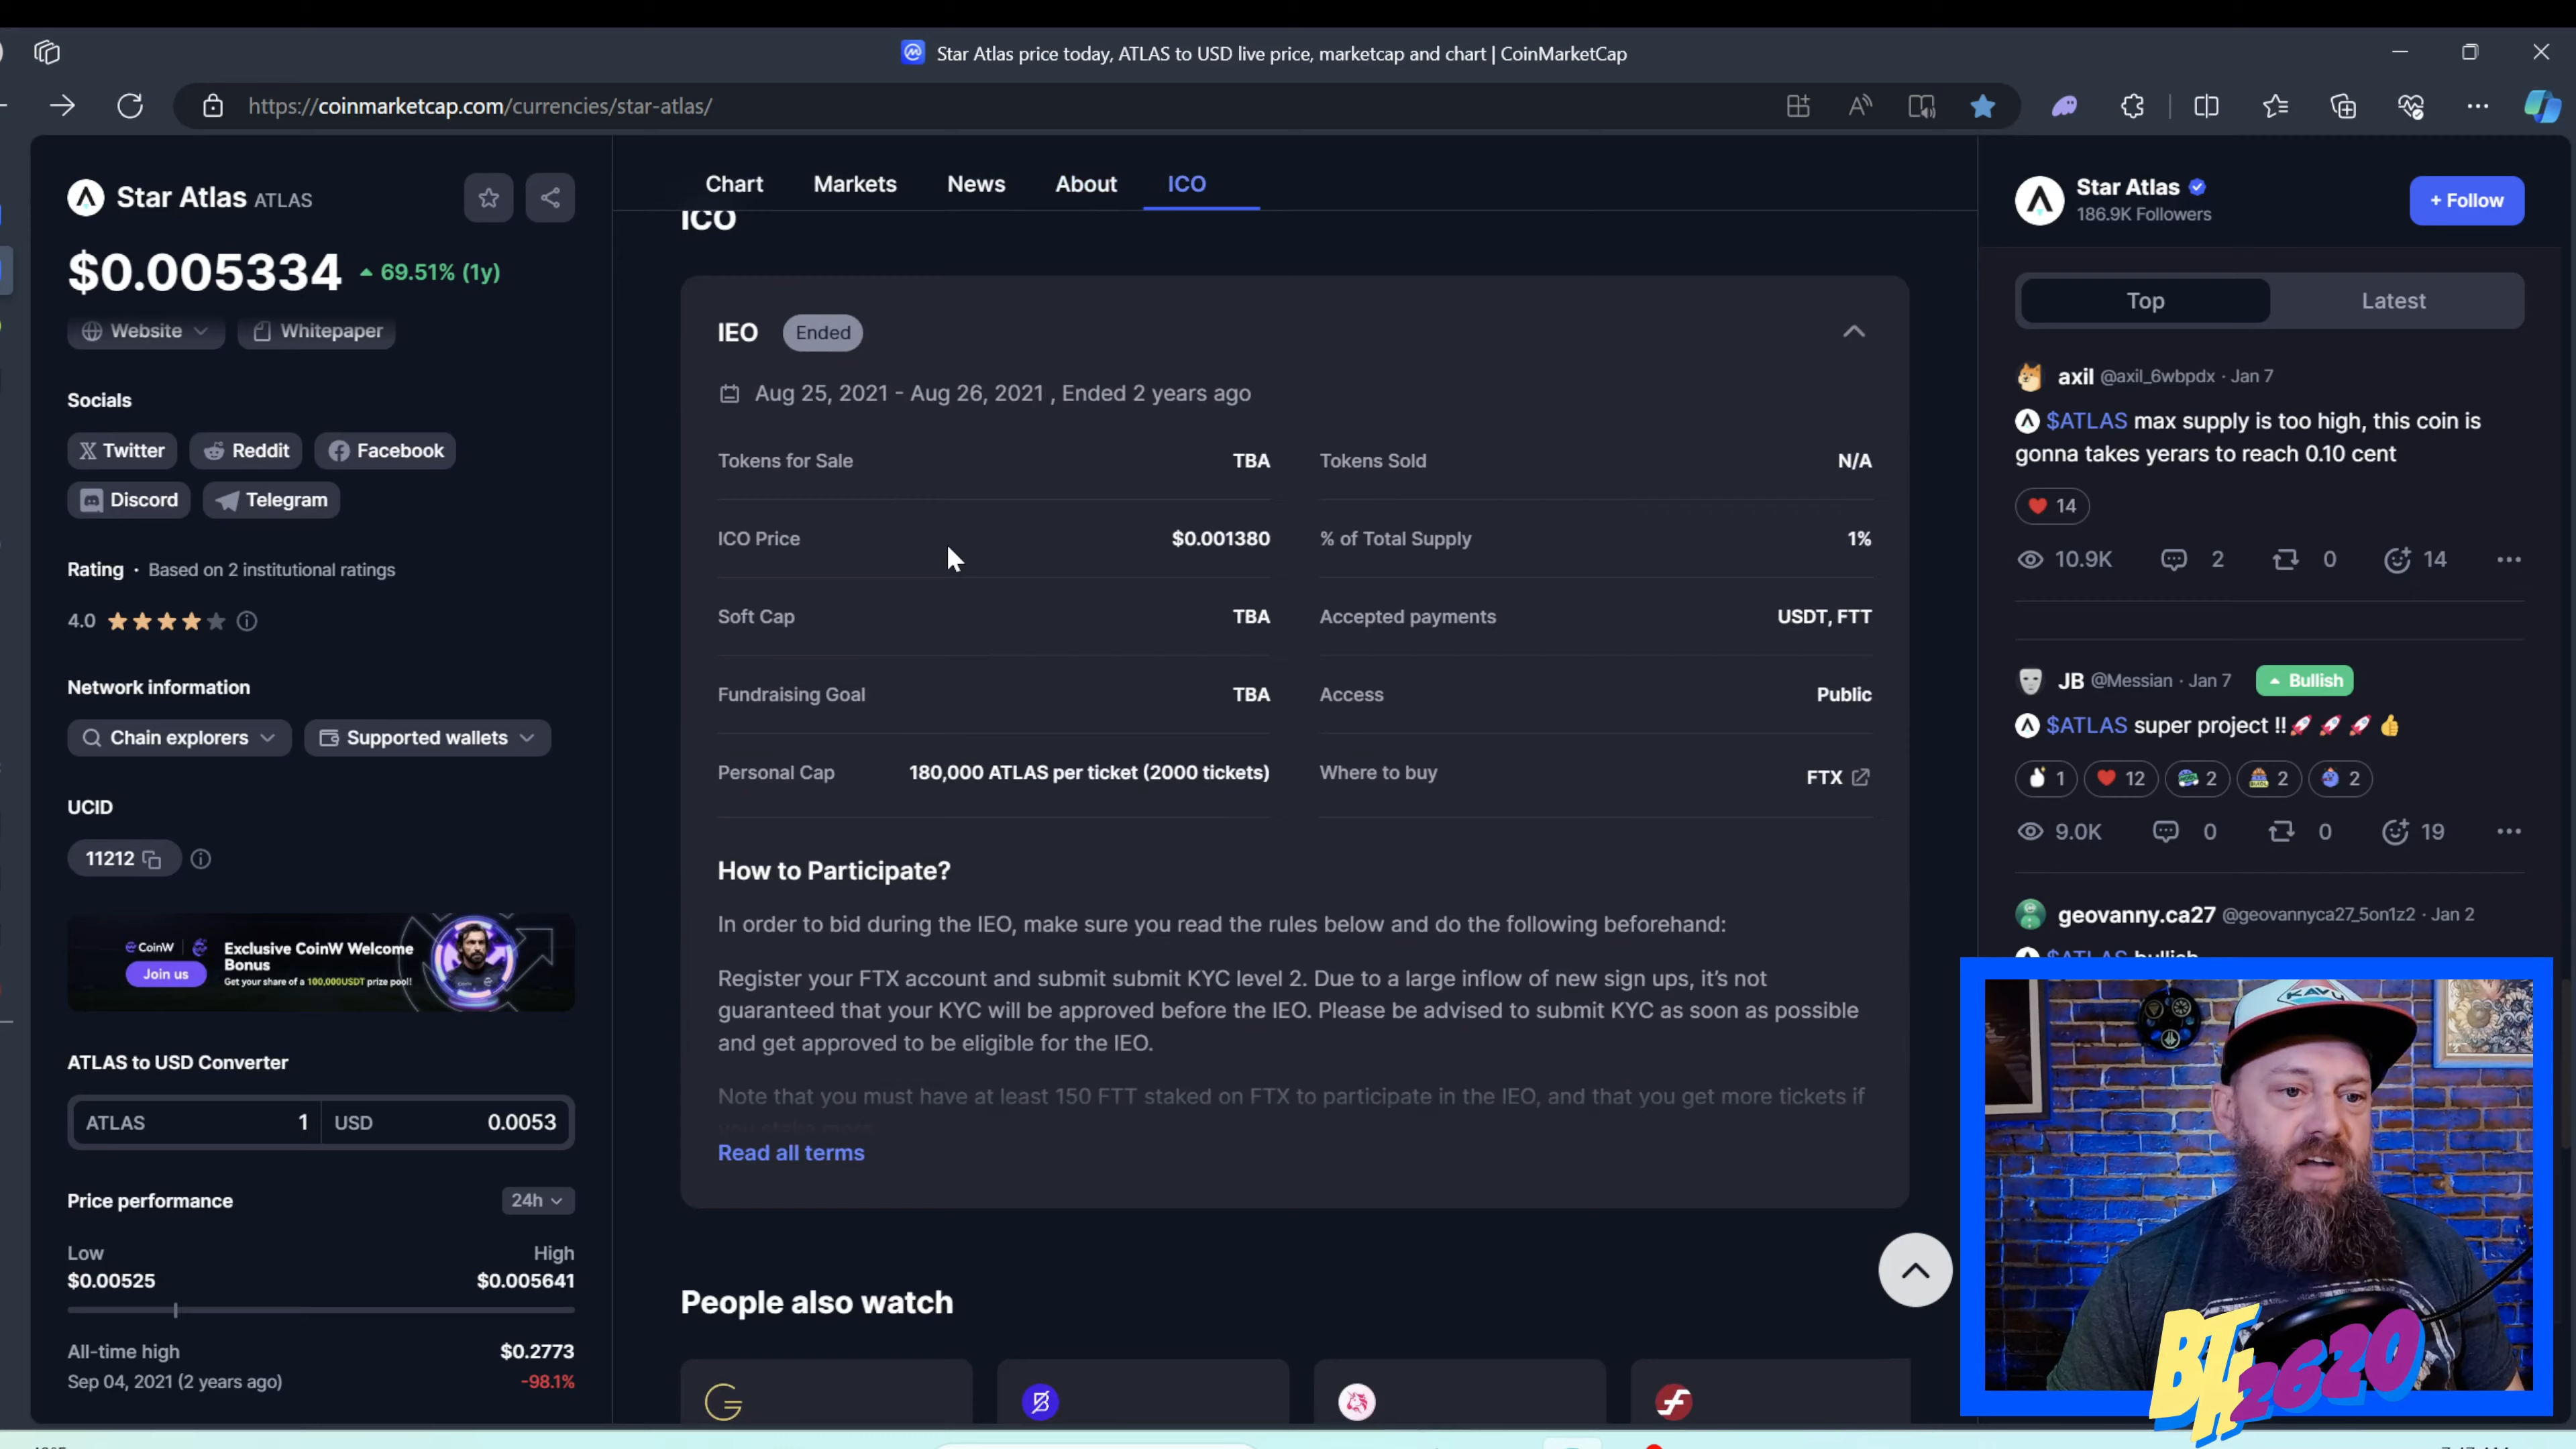 Star Atlas price today, ATLAS to USD live price, marketcap and chart | CoinMarketCap
https://coinmarketcap.com/currencies/star-atlas/
Star Atlas ATLAS
$0.005334 69.51% (1y)
Website Whitepaper
Socials
Twitter Reddit Facebook
Discord Telegram
Rating · Based on 2 institutional ratings
4.0
Network information
Chain explorers Supported wallets
UCID
11212
CoinW
Join us
Exclusive CoinW Welcome
Bonus
Get your share of a 100,000USDT prize pool!
ATLAS to USD Converter
ATLAS 1 USD 0.0053
Price performance 24h
Low High
$0.00525 $0.005641
All-time high $0.2773
Sep 04, 2021 (2 years ago) -98.1%
Chart Markets News About ICO
ICO
IEO Ended
Aug 25, 2021 - Aug 26, 2021 , Ended 2 years ago
Tokens for Sale TBA Tokens Sold N/A
ICO Price $0.001380 % of Total Supply 1%
Soft Cap TBA Accepted payments USDT, FTT
Fundraising Goal TBA Access Public
Personal Cap 180,000 ATLAS per ticket (2000 tickets) Where to buy FTX
How to Participate?
In order to bid during the IEO, make sure you read the rules below and do the following beforehand:
Register your FTX account and submit submit KYC level 2. Due to a large inflow of new sign ups, it's not
guaranteed that your KYC will be approved before the IEO. Please be advised to submit KYC as soon as possible
and get approved to be eligible for the IEO.
Note that you must have at least 150 FTT staked on FTX to participate in the IEO, and that you get more tickets if
you stake more
Read all terms
People also watch
Star Atlas
186.9K Followers
+ Follow
Top Latest
axil @axil_6wbpdx · Jan 7
$ATLAS max supply is too high, this coin is
gonna takes yerars to reach 0.10 cent
14
10.9K 2 0 14
JB @Messian · Jan 7 Bullish
$ATLAS super project !!
1 12 2 2 2
9.0K 0 0 19
geovanny.ca27 @geovannyca27_5on1z2 · Jan 2
$ATLAS bullish
KAVU
BTH
2620